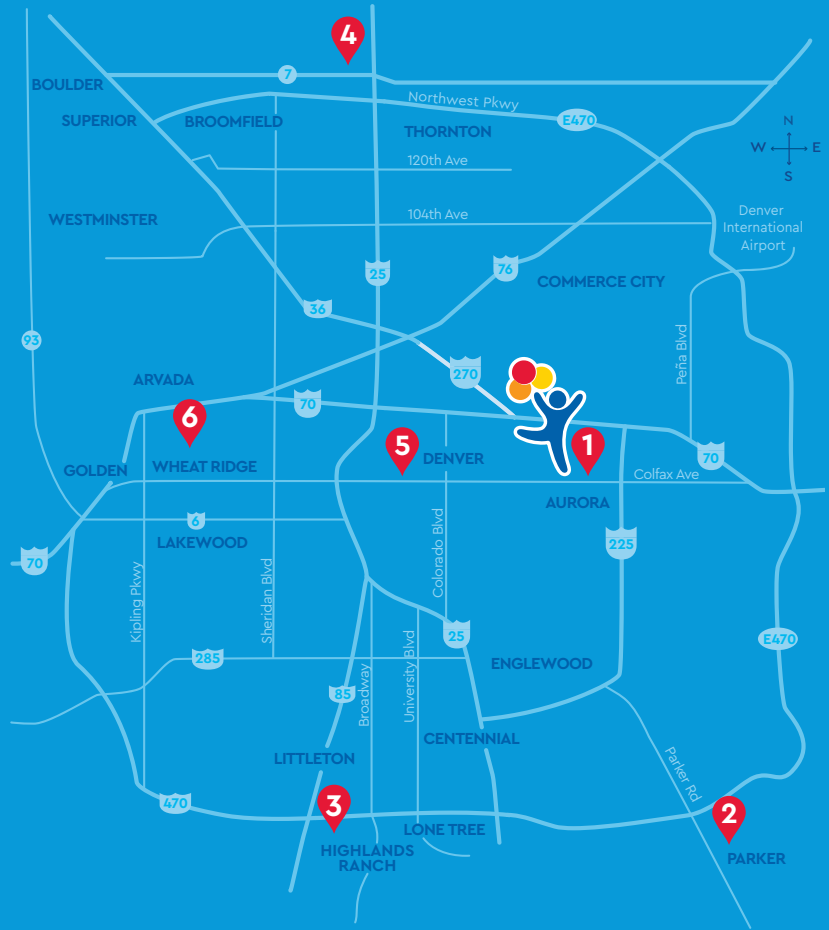 4
7
BOULDER
Northwest Pkwy
SUPERIOR
BROOMFIELD
THORNTON
E470
N
W
E
S
120th Ave
WESTMINSTER
104th Ave
Denver
International
Airport
25
76
COMMERCE CITY
36
93
Peña Blvd
ARVADA
270
70
6
5
1
GOLDEN
WHEAT RIDGE
DENVER
70
Colfax Ave
AURORA
6
LAKEWOOD
Colorado Blvd
225
70
Kipling Pkwy
Sheridan Blvd
25
E470
285
University Blvd
ENGLEWOOD
85
Broadway
CENTENNIAL
LITTLETON
Parker Rd
470
3
2
LONE TREE
HIGHLANDS
RANCH
PARKER